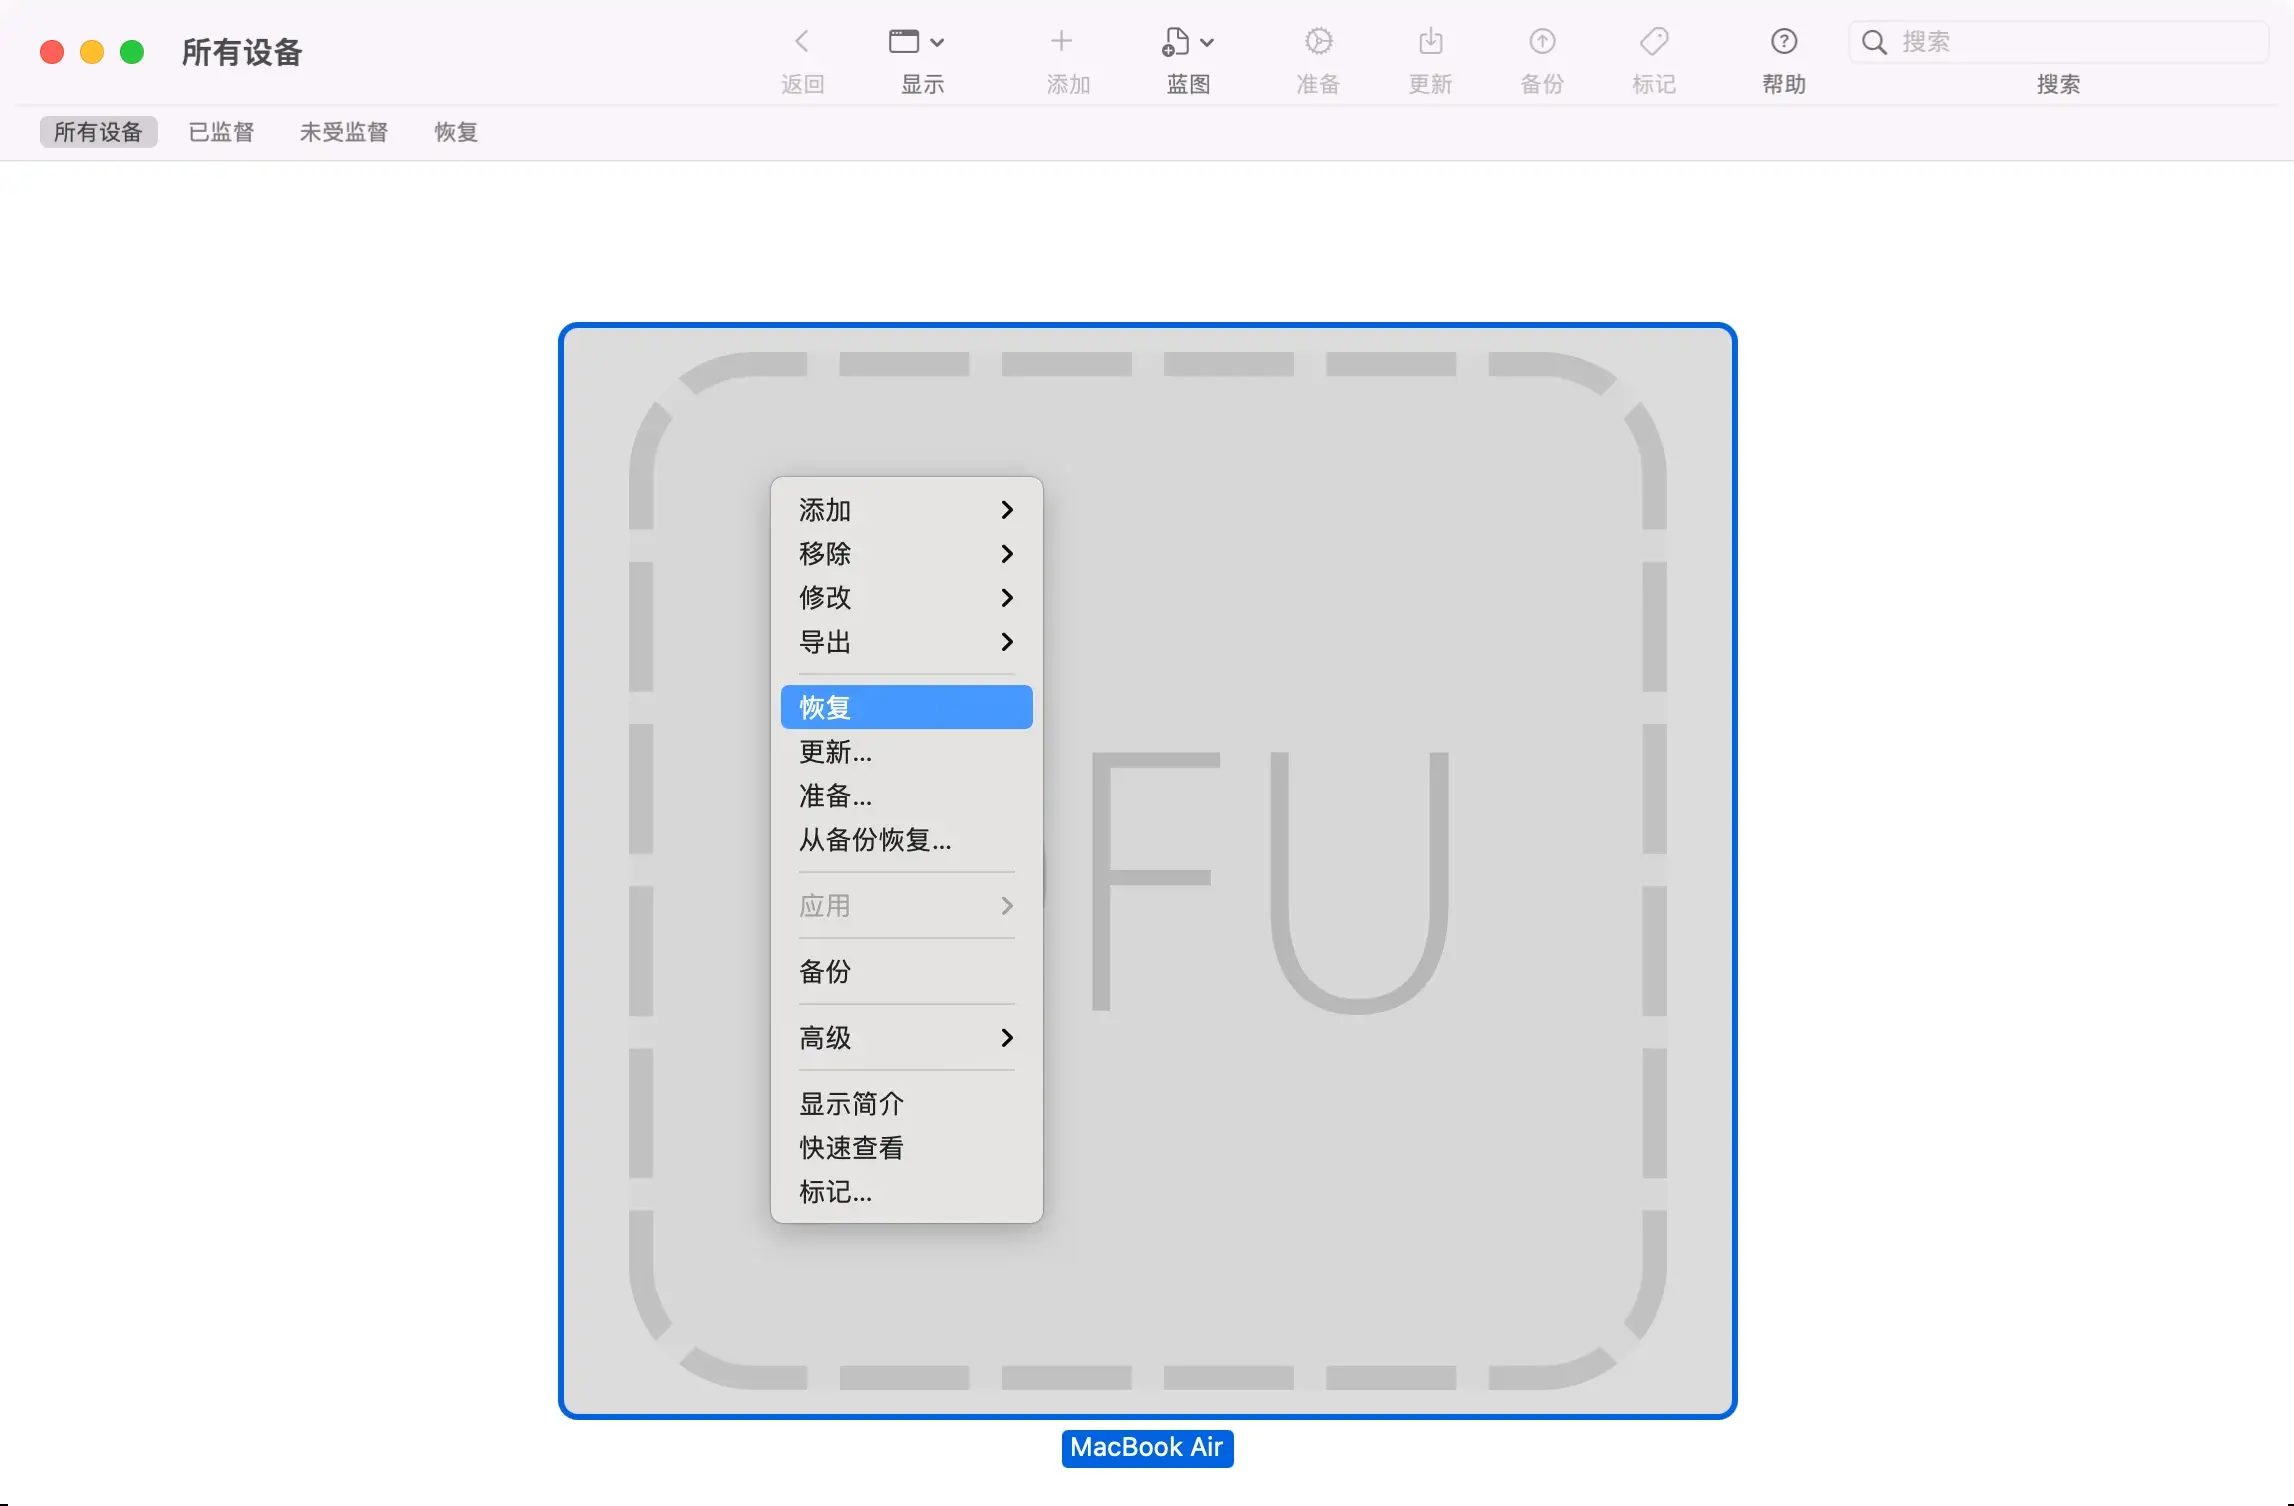 所有设备
返回
显示
添加
蓝图
准备
更新
备份
标记
帮助
搜索
搜索
所有设备
已监督
未受监督
恢复
添加
移除
修改
导出
恢复
更新...
准备...
从备份恢复...
应用
备份
高级
显示简介
快速查看
标记...
FU
MacBook Air